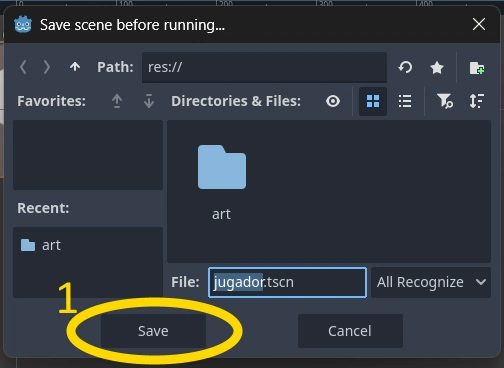 Save scene before running...
Path: res://
Favorites: Directories & Files:
art
Recent:
art
File: jugador.tscn All Recognize
1
Save Cancel